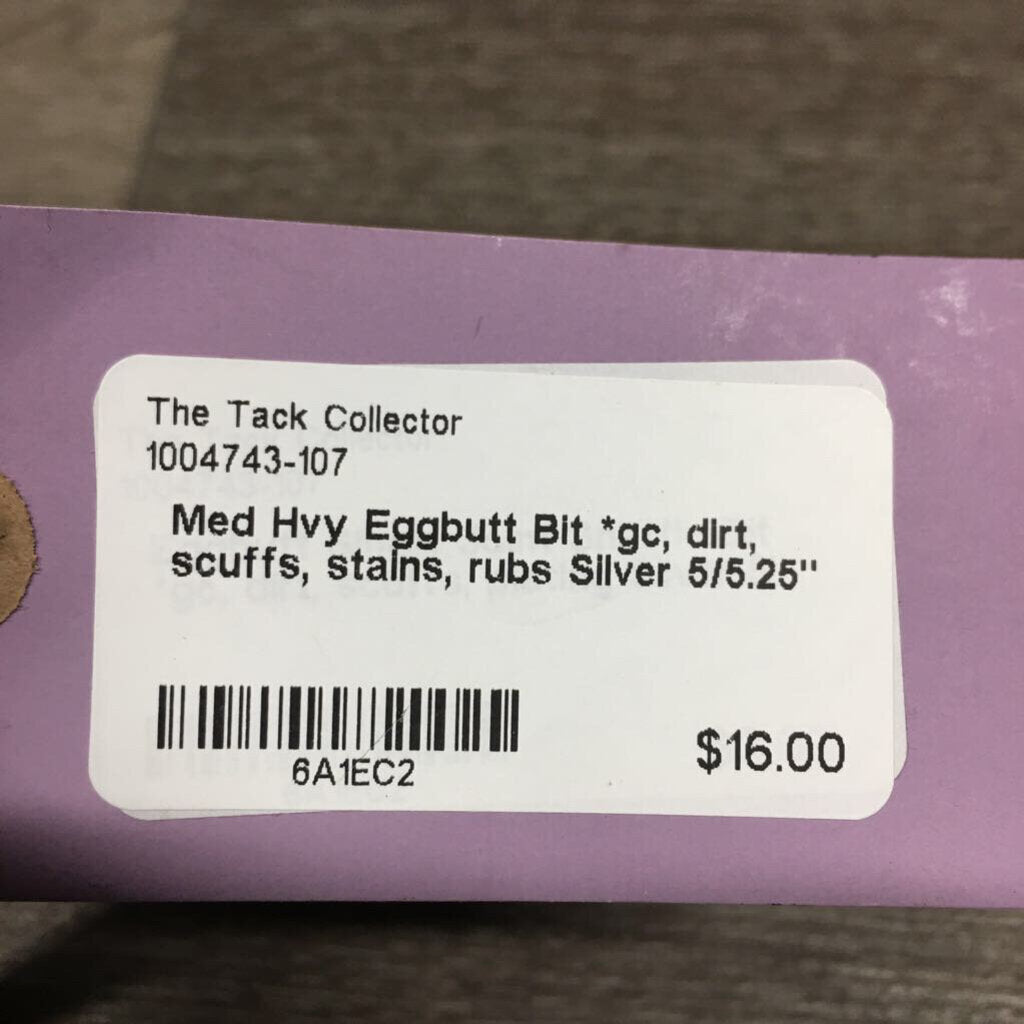 The Tack Collector
1004743-107
Med Hvy Eggbutt Bit *gc, dirt,
scuffs, stains, rubs Silver 5/5.25"
6A1EC2
$16.00